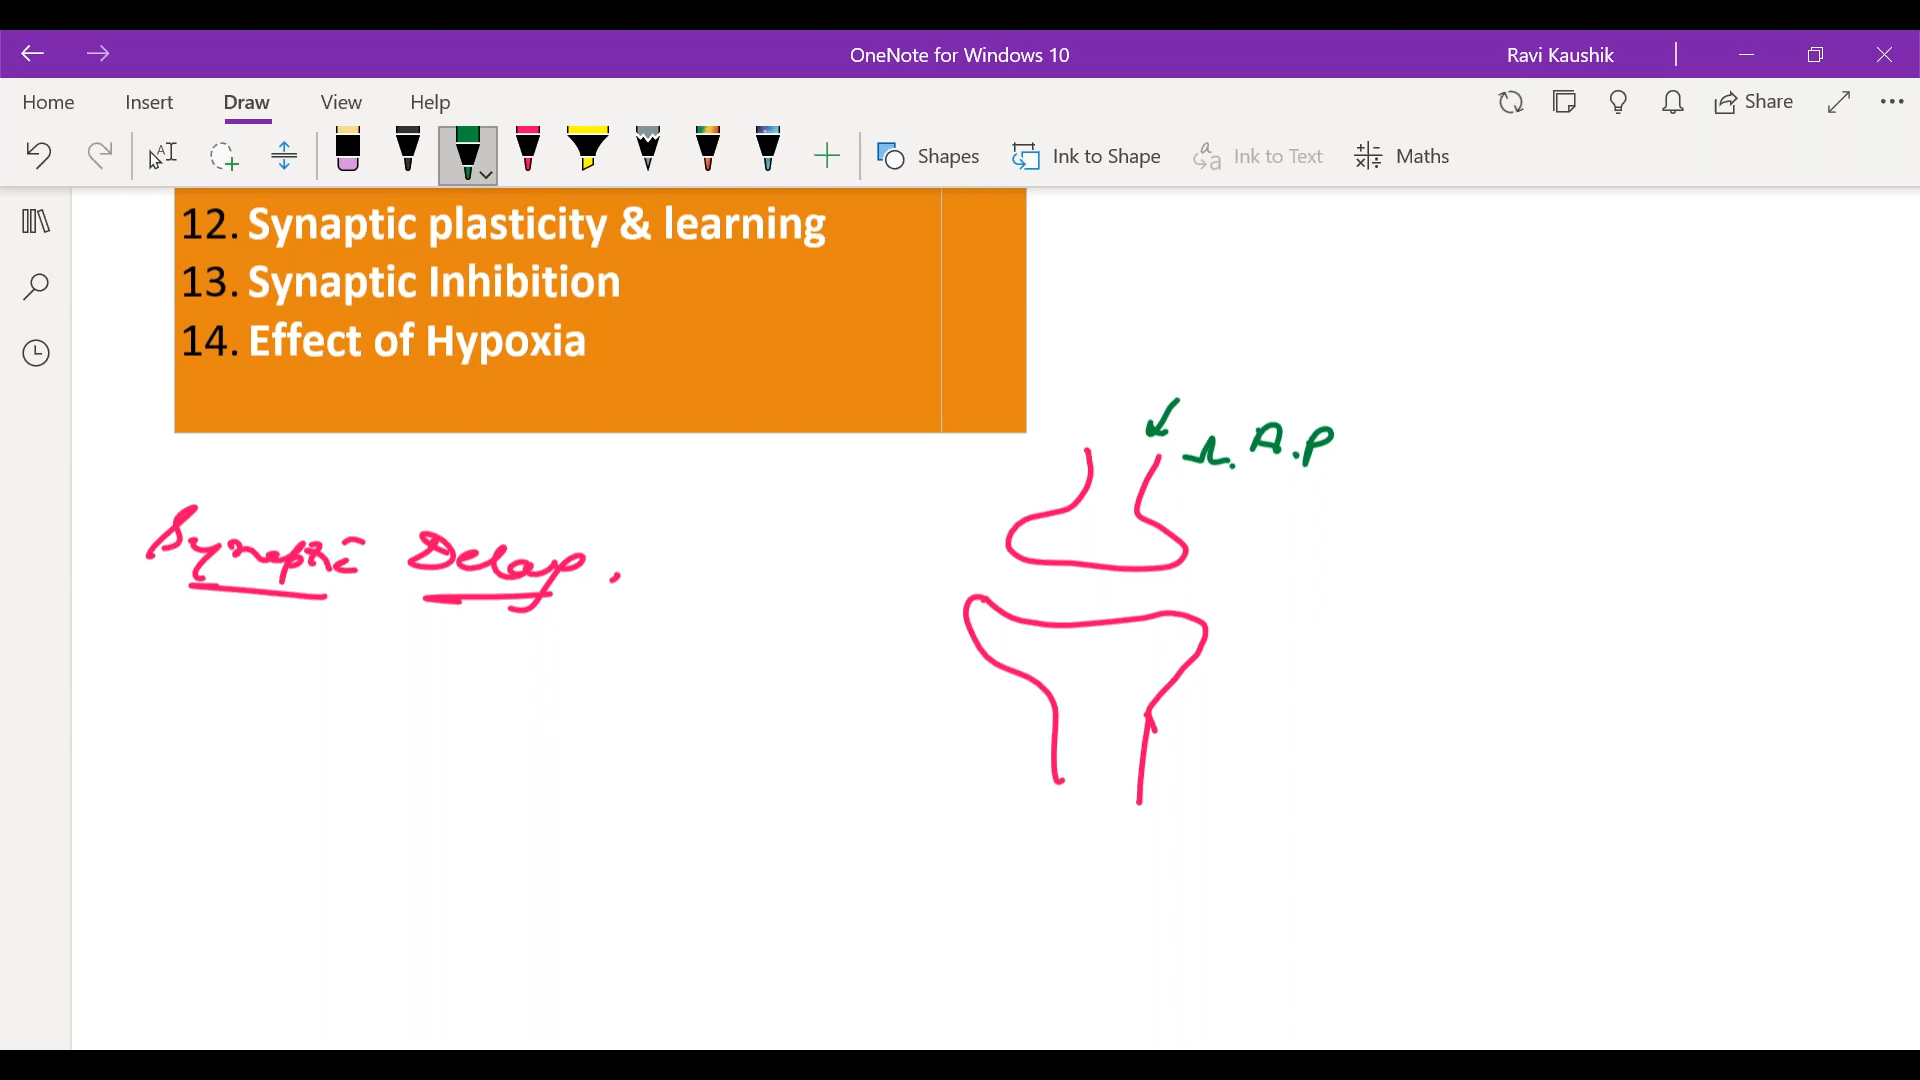 OneNote for Windows 10
Ravi Kaushik
Home Insert Draw View Help
Share
Shapes Ink to Shape Ink to Text Maths
12. Synaptic plasticity & learning
13. Synaptic Inhibition
14. Effect of Hypoxia
A.P
Synaptic Delay.